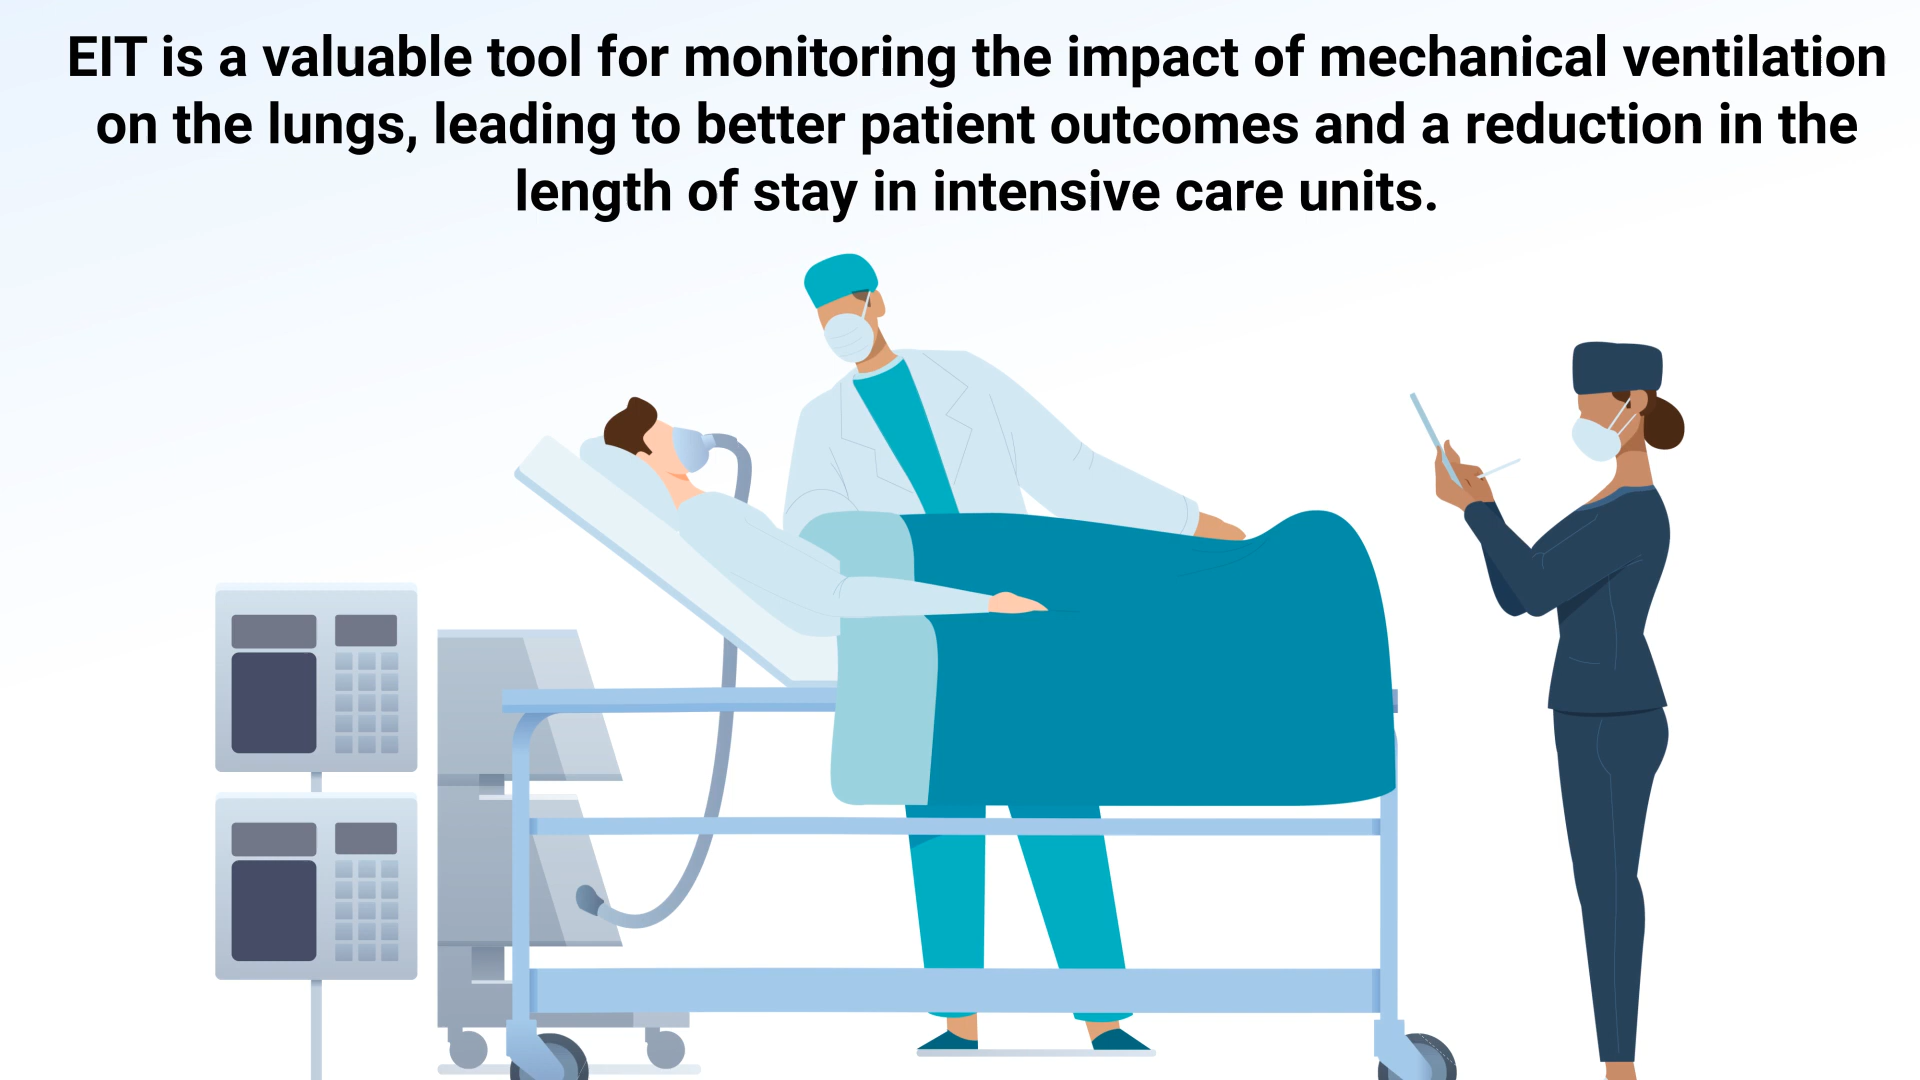 EIT is a valuable tool for monitoring the impact of mechanical ventilation
on the lungs, leading to better patient outcomes and a reduction in the
length of stay in intensive care units.